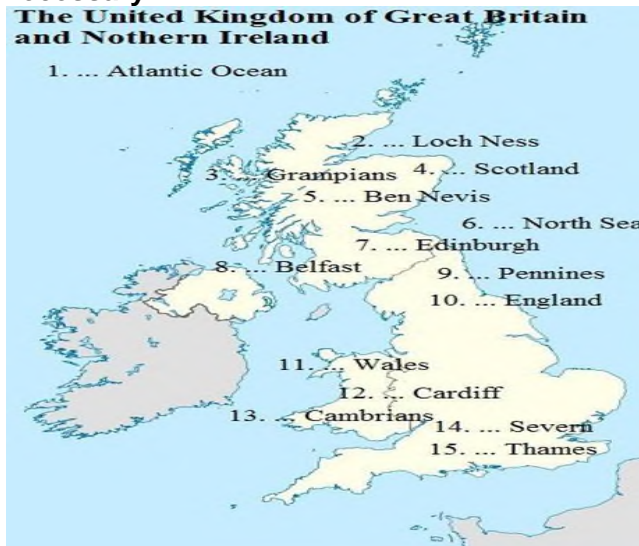 The United Kingdom of Great Britain
and Nothern Ireland
1. ... Atlantic Ocean
2. ... Loch Ness
3. ... Grampians
4. ... Scotland
5. ... Ben Nevis
6. ... North Sea
7. ... Edinburgh
8. ... Belfast
9. ... Pennines
10. ... England
11. ... Wales
12. ... Cardiff
13. ... Cambrians
14. ... Severn
15. ... Thames